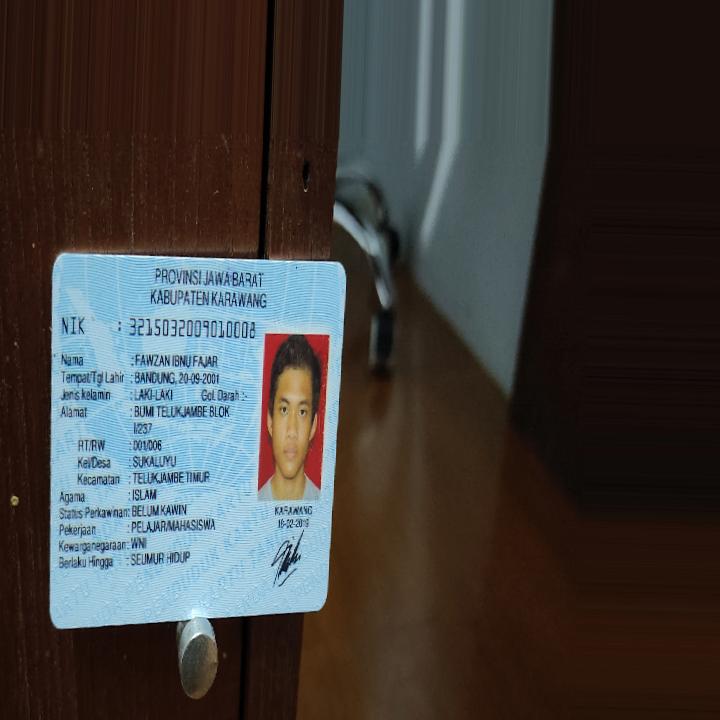 PROVINSI JAWA BARAT
KABUPATEN KARAWANG
NIK : 3215032009010008
Nama : FAWZAN IBNU FAJAR
Tempat/Tgl Lahir : BANDUNG, 20-09-2001
Jenis kelamin : LAKI-LAKI Gol. Darah :-
Alamat : BUMI TELUKJAMBE BLOK
I/237
RT/RW : 001/006
Kel/Desa : SUKALUYU
Kecamatan : TELUKJAMBE TIMUR
Agama : ISLAM
Status Perkawinan: BELUM KAWIN
Pekerjaan : PELAJAR/MAHASISWA
Kewarganegaraan: WNI
Berlaku Hingga : SEUMUR HIDUP
KARAWANG
18-02-2019